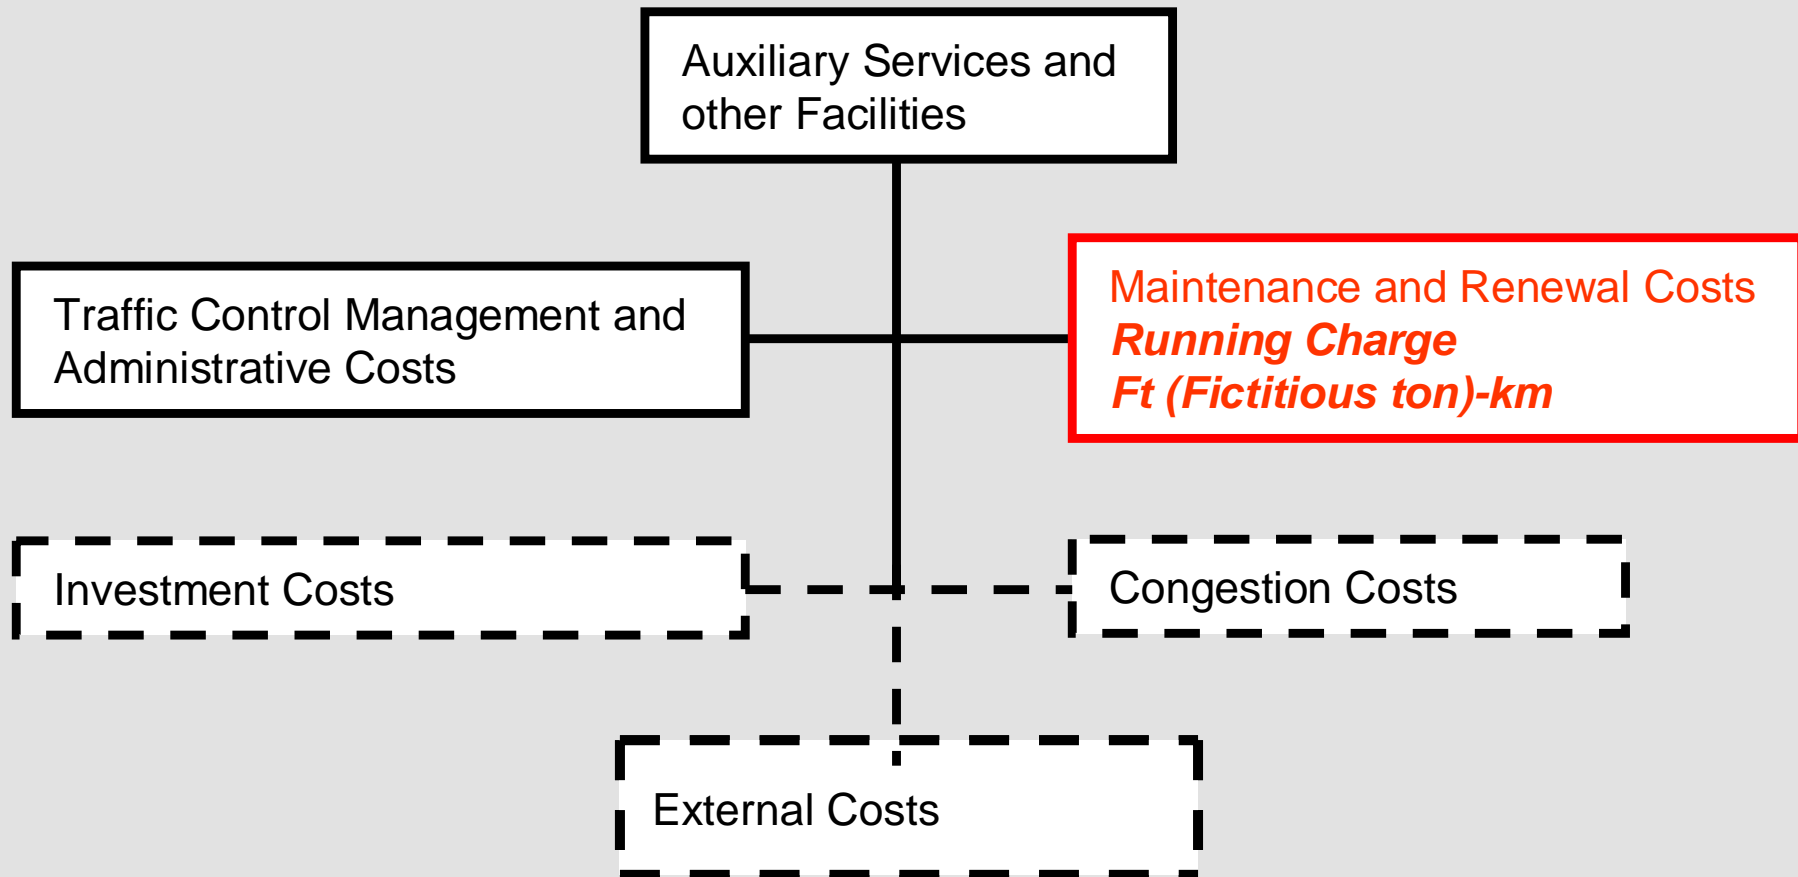 Auxiliary Services and
other Facilities
Traffic Control Management and
Administrative Costs
Maintenance and Renewal Costs
Running Charge
Ft (Fictitious ton)-km
Investment Costs
Congestion Costs
External Costs